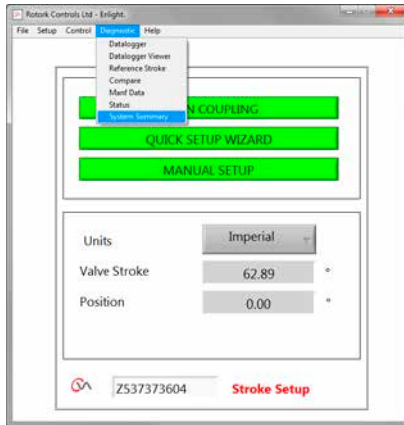 Rotork Controls Ltd - Enlight.
File Setup Control Diagnostic Help
Datalogger
Datalogger Viewer
Reference Stroke
Compare
Manf Data
Status
System Summary
N COUPLING
QUICK SETUP WIZARD
MANUAL SETUP
Units Imperial
Valve Stroke 62.89 °
Position 0.00 °
Z537373604 Stroke Setup